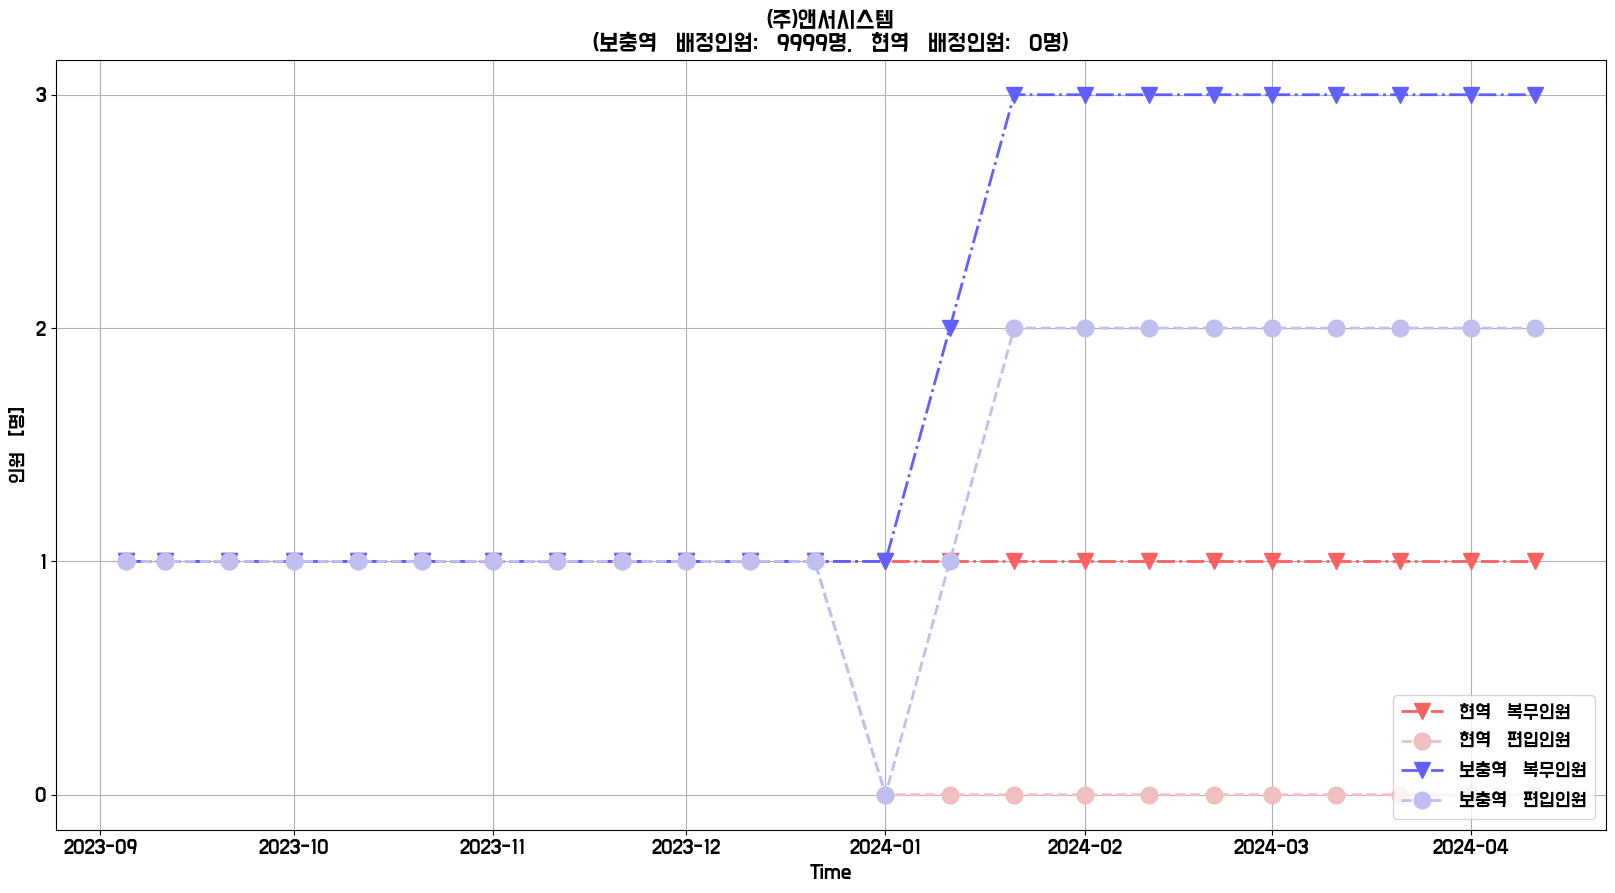 (주)앤서시스템
(보충역 배정인원: 9999명, 현역 배정인원: 0명)
3
2
1
0
인원 [명]
2023-09 2023-10 2023-11 2023-12 2024-01 2024-02 2024-03 2024-04
Time
현역 복무인원
현역 편입인원
보충역 복무인원
보충역 편입인원